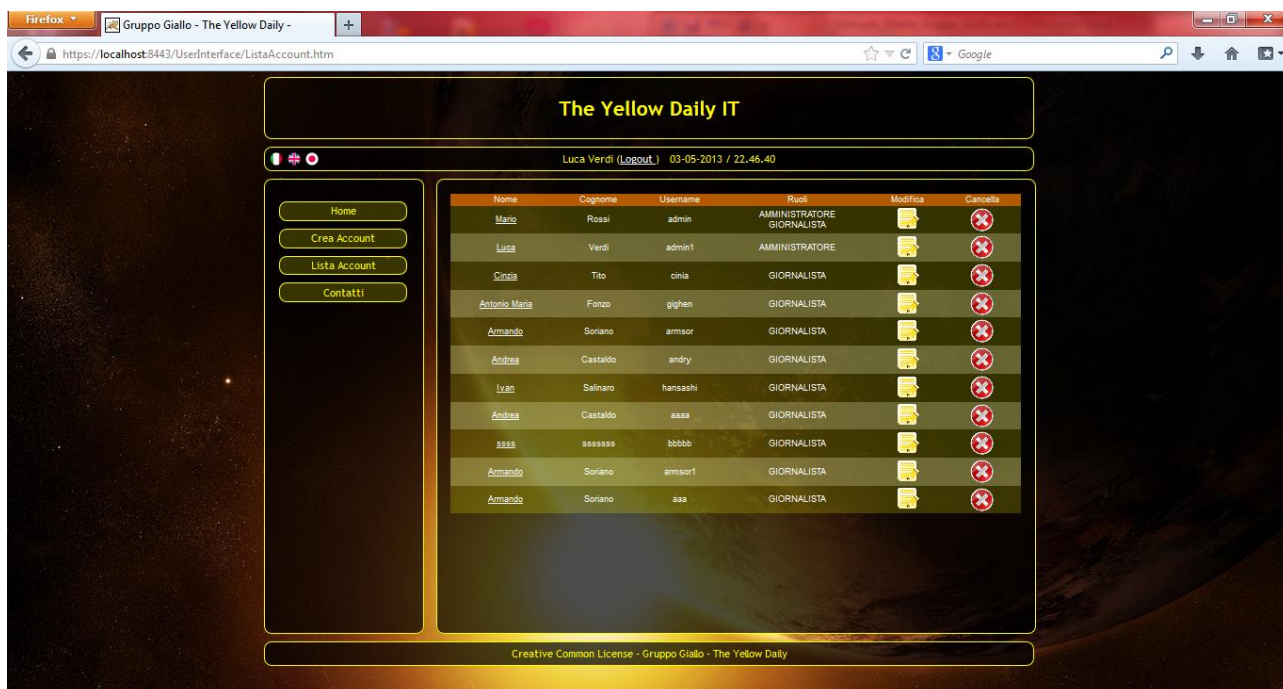 Firefox
Gruppo Giallo - The Yellow Daily -
https://localhost:8443/UserInterface/ListaAccount.htm
Google
The Yellow Daily IT
Luca Verdi (Logout ) 03-05-2013 / 22.46.40
Home
Crea Account
Lista Account
Contatti
Nome Cognome Username Ruoli Modifica Cancella
Mario Rossi admin AMMINISTRATORE
GIORNALISTA
Luca Verdi admin1 AMMINISTRATORE
Cinzia Tito cinia GIORNALISTA
Antonio Maria Fonzo gighen GIORNALISTA
Armando Soriano armsor GIORNALISTA
Andrea Castaldo andry GIORNALISTA
Ivan Salinaro hansashi GIORNALISTA
Andrea Castaldo aaaa GIORNALISTA
ssss sssssss bbbbb GIORNALISTA
Armando Soriano armsor1 GIORNALISTA
Armando Soriano aaa GIORNALISTA
Creative Common License - Gruppo Giallo - The Yellow Daily